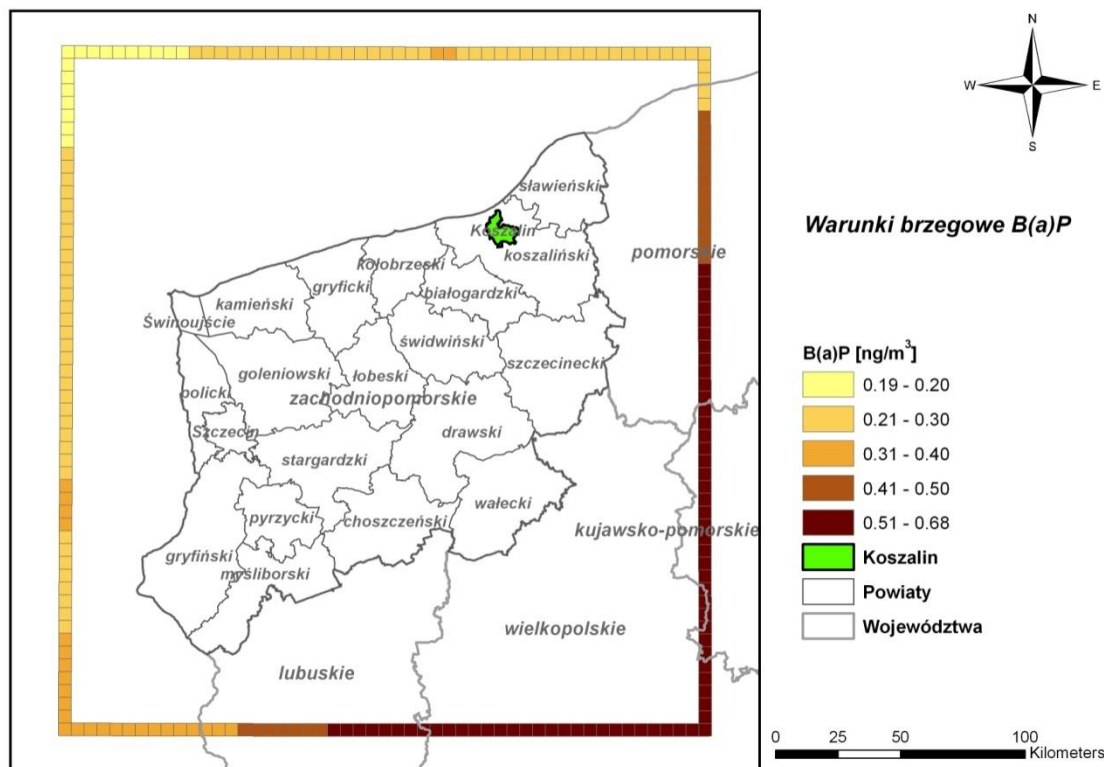 sławieński
Koszalin
koszaliński
pomorskie
kołobrzeski
gryficki
białogardzki
kamieński
Świnoujście
świdwiński
szczecinecki
goleniowski
łobeski
policki
zachodniopomorskie
Szczecin
drawski
stargardzki
wałecki
pyrzycki
choszczeński
kujawsko-pomorskie
gryfiński
myśliborski
wielkopolskie
lubuskie
N
W
E
S
Warunki brzegowe B(a)P
B(a)P [ng/m³]
0.19 - 0.20
0.21 - 0.30
0.31 - 0.40
0.41 - 0.50
0.51 - 0.68
Koszalin
Powiaty
Województwa
0 25 50 100
Kilometers